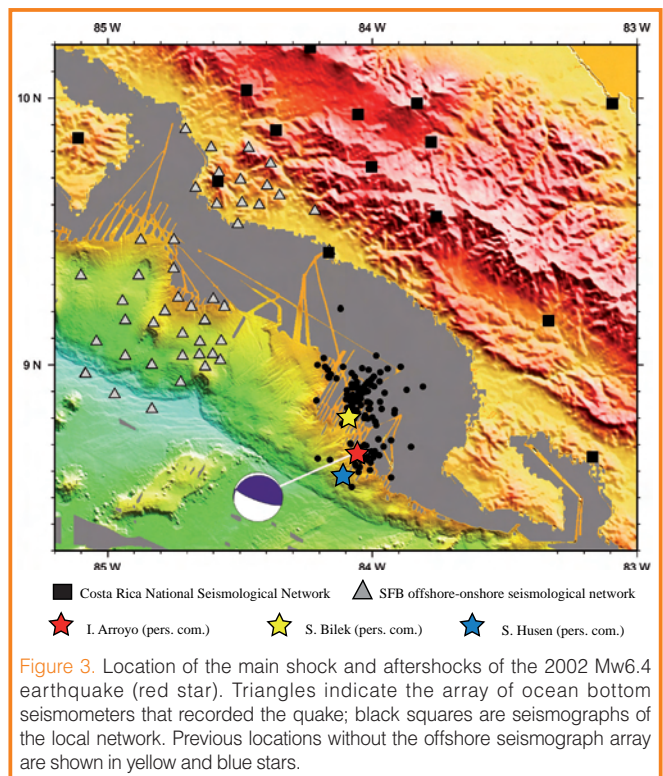 85 W 84 W 83 W
10 N
9 N
85 W 84 W 83 W
Costa Rica National Seismological Network SFB offshore-onshore seismological network
I. Arroyo (pers. com.) S. Bilek (pers. com.) S. Husen (pers. com.)
Figure 3. Location of the main shock and aftershocks of the 2002 Mw6.4
earthquake (red star). Triangles indicate the array of ocean bottom
seismometers that recorded the quake; black squares are seismographs of
the local network. Previous locations without the offshore seismograph array
are shown in yellow and blue stars.